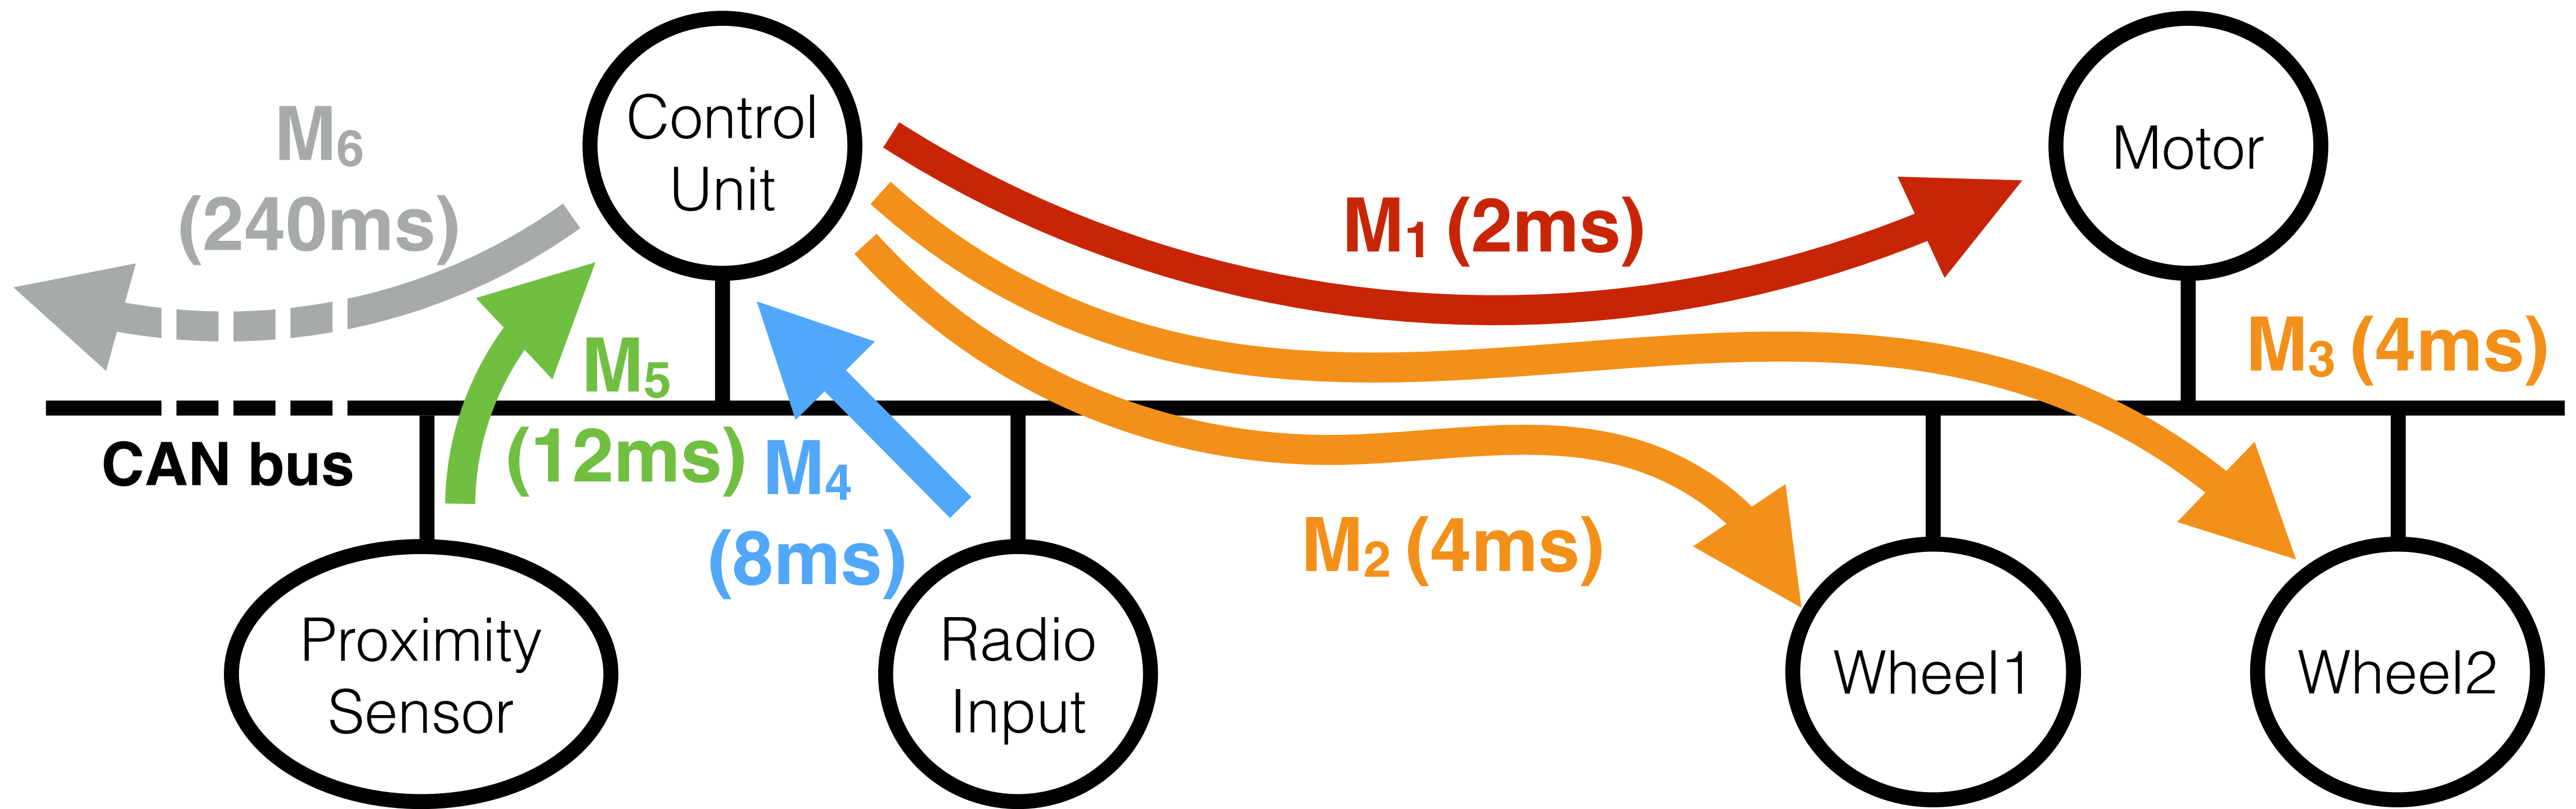 Control
Unit
Motor
M₆
(240ms)
M₁ (2ms)
M₃ (4ms)
M₅
(12ms)
CAN bus
M₄
(8ms)
M₂ (4ms)
Proximity
Sensor
Radio
Input
Wheel1
Wheel2